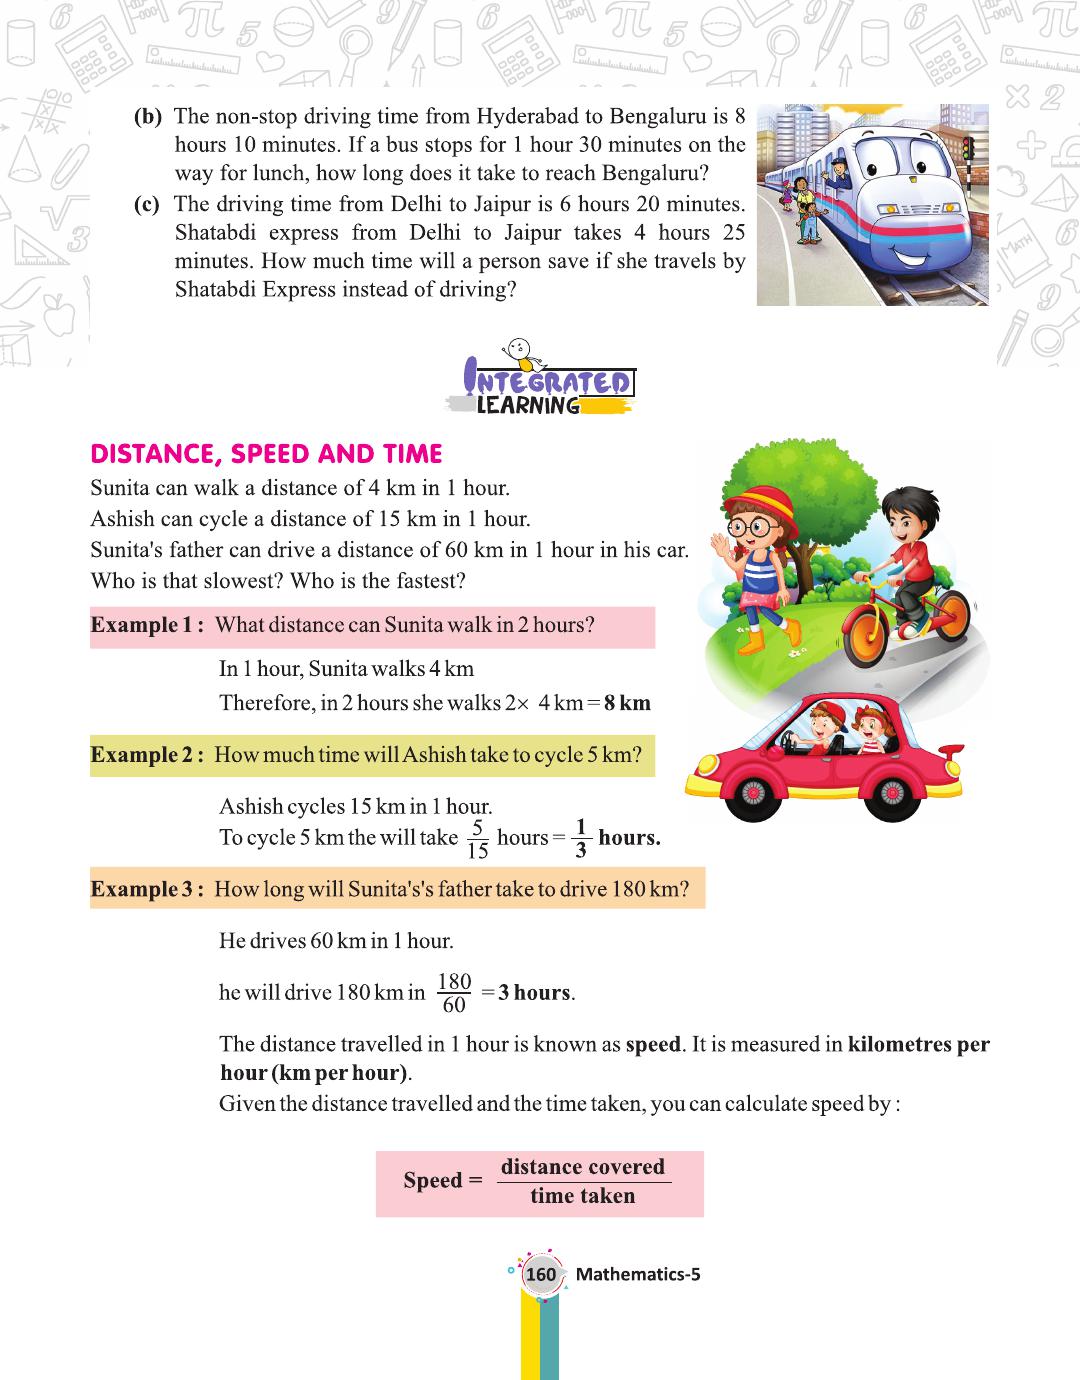 (b) The non-stop driving time from Hyderabad to Bengaluru is 8
hours 10 minutes. If a bus stops for 1 hour 30 minutes on the
way for lunch, how long does it take to reach Bengaluru?
(c) The driving time from Delhi to Jaipur is 6 hours 20 minutes.
Shatabdi express from Delhi to Jaipur takes 4 hours 25
minutes. How much time will a person save if she travels by
Shatabdi Express instead of driving?
INTEGRATED
LEARNING
DISTANCE, SPEED AND TIME
Sunita can walk a distance of 4 km in 1 hour.
Ashish can cycle a distance of 15 km in 1 hour.
Sunita's father can drive a distance of 60 km in 1 hour in his car.
Who is that slowest? Who is the fastest?
Example 1 : What distance can Sunita walk in 2 hours?
In 1 hour, Sunita walks 4 km
Therefore, in 2 hours she walks 2× 4 km = 8 km
Example 2 : How much time will Ashish take to cycle 5 km?
Ashish cycles 15 km in 1 hour.
To cycle 5 km the will take 5/15 hours = 1/3 hours.
Example 3 : How long will Sunita's's father take to drive 180 km?
He drives 60 km in 1 hour.
he will drive 180 km in 180/60 = 3 hours.
The distance travelled in 1 hour is known as speed. It is measured in kilometres per
hour (km per hour).
Given the distance travelled and the time taken, you can calculate speed by :
Speed = distance covered / time taken
160 Mathematics-5